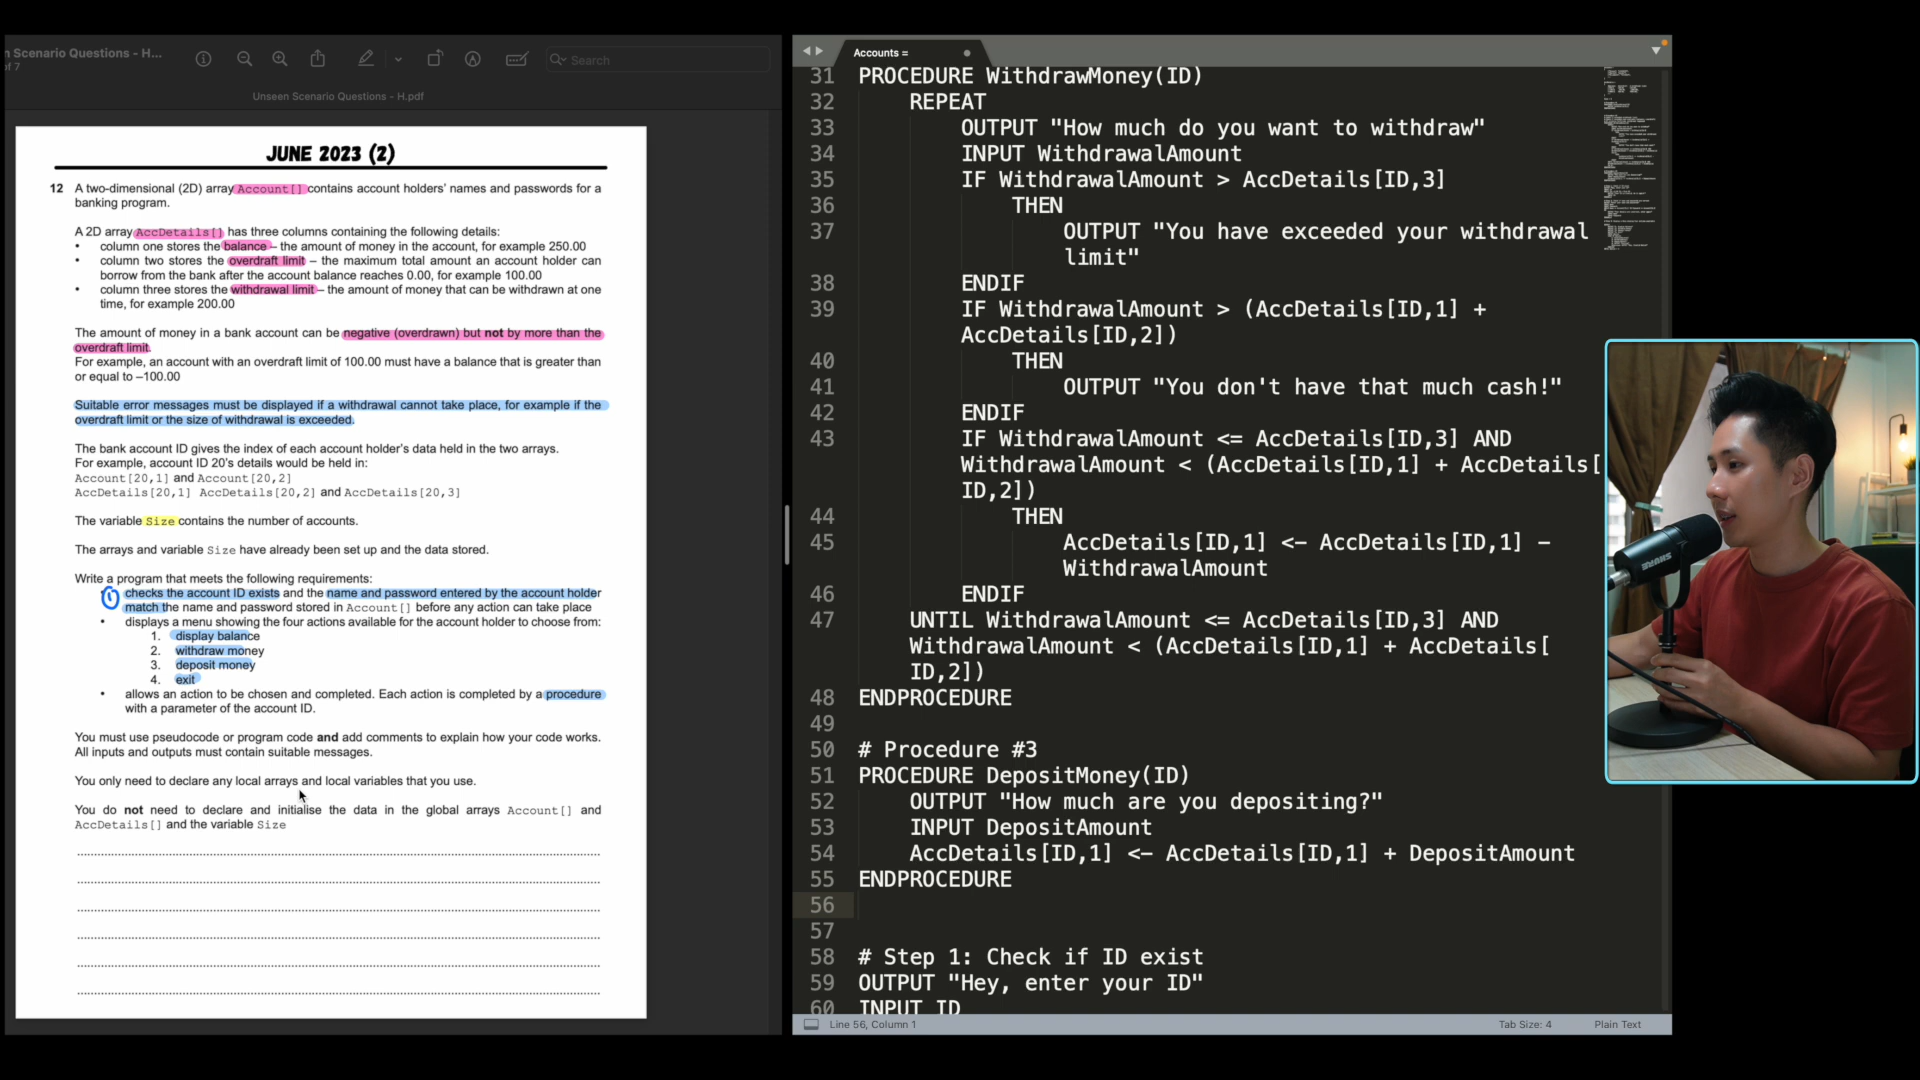 n Scenario Questions - H...
of 7
Search
Unseen Scenario Questions - H.pdf
JUNE 2023 (2)
12 A two-dimensional (2D) array Account[] contains account holders' names and passwords for a
banking program.
A 2D array AccDetails[] has three columns containing the following details:
• column one stores the balance – the amount of money in the account, for example 250.00
• column two stores the overdraft limit – the maximum total amount an account holder can
borrow from the bank after the account balance reaches 0.00, for example 100.00
• column three stores the withdrawal limit – the amount of money that can be withdrawn at one
time, for example 200.00
The amount of money in a bank account can be negative (overdrawn) but not by more than the
overdraft limit.
For example, an account with an overdraft limit of 100.00 must have a balance that is greater than
or equal to –100.00
Suitable error messages must be displayed if a withdrawal cannot take place, for example if the
overdraft limit or the size of withdrawal is exceeded.
The bank account ID gives the index of each account holder's data held in the two arrays.
For example, account ID 20's details would be held in:
Account[20,1] and Account[20,2]
AccDetails[20,1] AccDetails[20,2] and AccDetails[20,3]
The variable Size contains the number of accounts.
The arrays and variable Size have already been set up and the data stored.
Write a program that meets the following requirements:
checks the account ID exists and the name and password entered by the account holder
match the name and password stored in Account[] before any action can take place
• displays a menu showing the four actions available for the account holder to choose from:
1. display balance
2. withdraw money
3. deposit money
4. exit
• allows an action to be chosen and completed. Each action is completed by a procedure
with a parameter of the account ID.
You must use pseudocode or program code and add comments to explain how your code works.
All inputs and outputs must contain suitable messages.
You only need to declare any local arrays and local variables that you use.
You do not need to declare and initialise the data in the global arrays Account[] and
AccDetails[] and the variable Size
Accounts =
31 PROCEDURE WithdrawMoney(ID)
32 REPEAT
33 OUTPUT "How much do you want to withdraw"
34 INPUT WithdrawalAmount
35 IF WithdrawalAmount > AccDetails[ID,3]
36 THEN
37 OUTPUT "You have exceeded your withdrawal
limit"
38 ENDIF
39 IF WithdrawalAmount > (AccDetails[ID,1] +
AccDetails[ID,2])
40 THEN
41 OUTPUT "You don't have that much cash!"
42 ENDIF
43 IF WithdrawalAmount <= AccDetails[ID,3] AND
WithdrawalAmount < (AccDetails[ID,1] + AccDetails[
ID,2])
44 THEN
45 AccDetails[ID,1] <– AccDetails[ID,1] –
WithdrawalAmount
46 ENDIF
47 UNTIL WithdrawalAmount <= AccDetails[ID,3] AND
WithdrawalAmount < (AccDetails[ID,1] + AccDetails[
ID,2])
48 ENDPROCEDURE
49
50 # Procedure #3
51 PROCEDURE DepositMoney(ID)
52 OUTPUT "How much are you depositing?"
53 INPUT DepositAmount
54 AccDetails[ID,1] <– AccDetails[ID,1] + DepositAmount
55 ENDPROCEDURE
56
57
58 # Step 1: Check if ID exist
59 OUTPUT "Hey, enter your ID"
60 INPUT ID
Line 56, Column 1
Tab Size: 4
Plain Text
SHURE